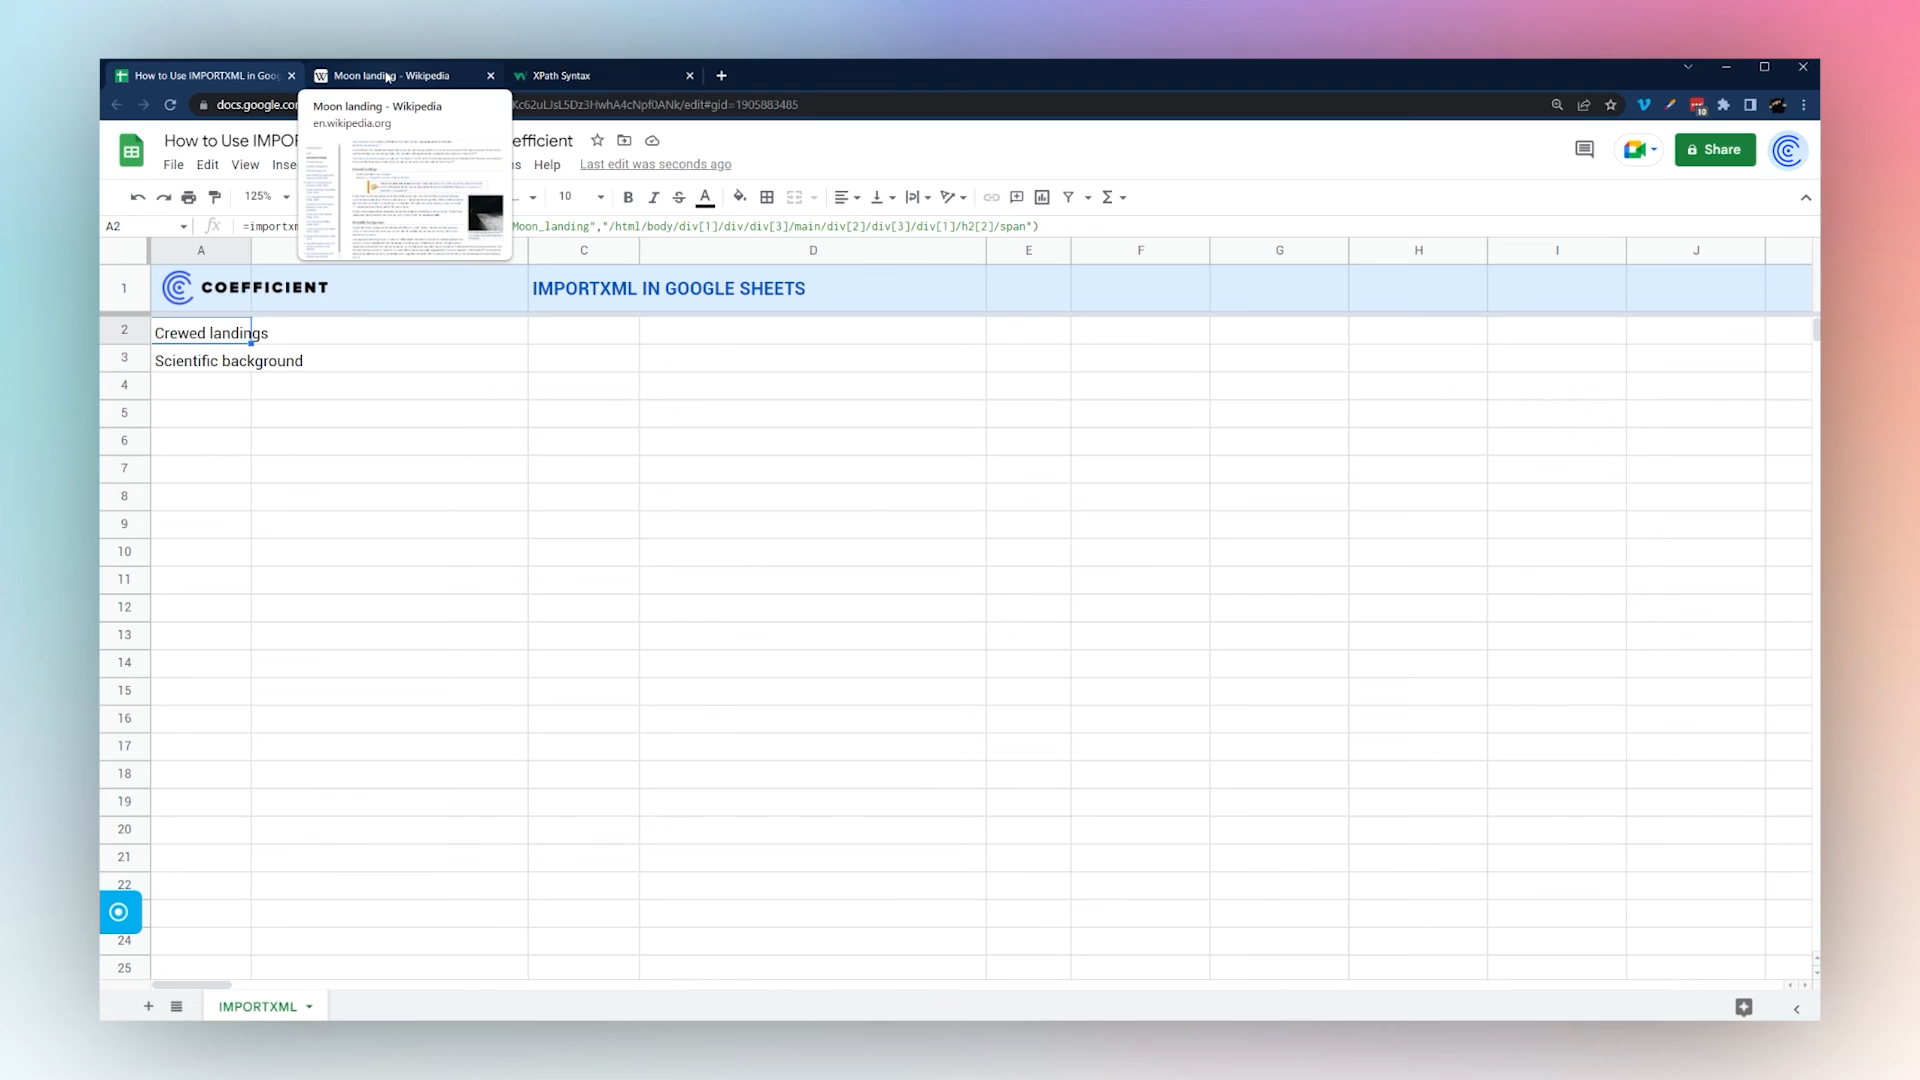 How to Use IMPORTXML in Goog
Moon landing - Wikipedia
XPath Syntax
docs.google.com
Kc62uLJsL5Dz3HwhA4cNpf0ANk/edit#gid=1905883485
10
Moon landing - Wikipedia
en.wikipedia.org
How to Use IMPO
efficient
File Edit View Inse
s Help Last edit was seconds ago
Share
125%
10
B I S A
A2
fx
=importx
Moon_landing","/html/body/div[1]/div/div[3]/main/div[2]/div[3]/div[1]/h2[2]/span")
A C D E F G H I J
1 COEFFICIENT IMPORTXML IN GOOGLE SHEETS
2 Crewed landings
3 Scientific background
4
5
6
7
8
9
10
11
12
13
14
15
16
17
18
19
20
21
22
24
25
IMPORTXML